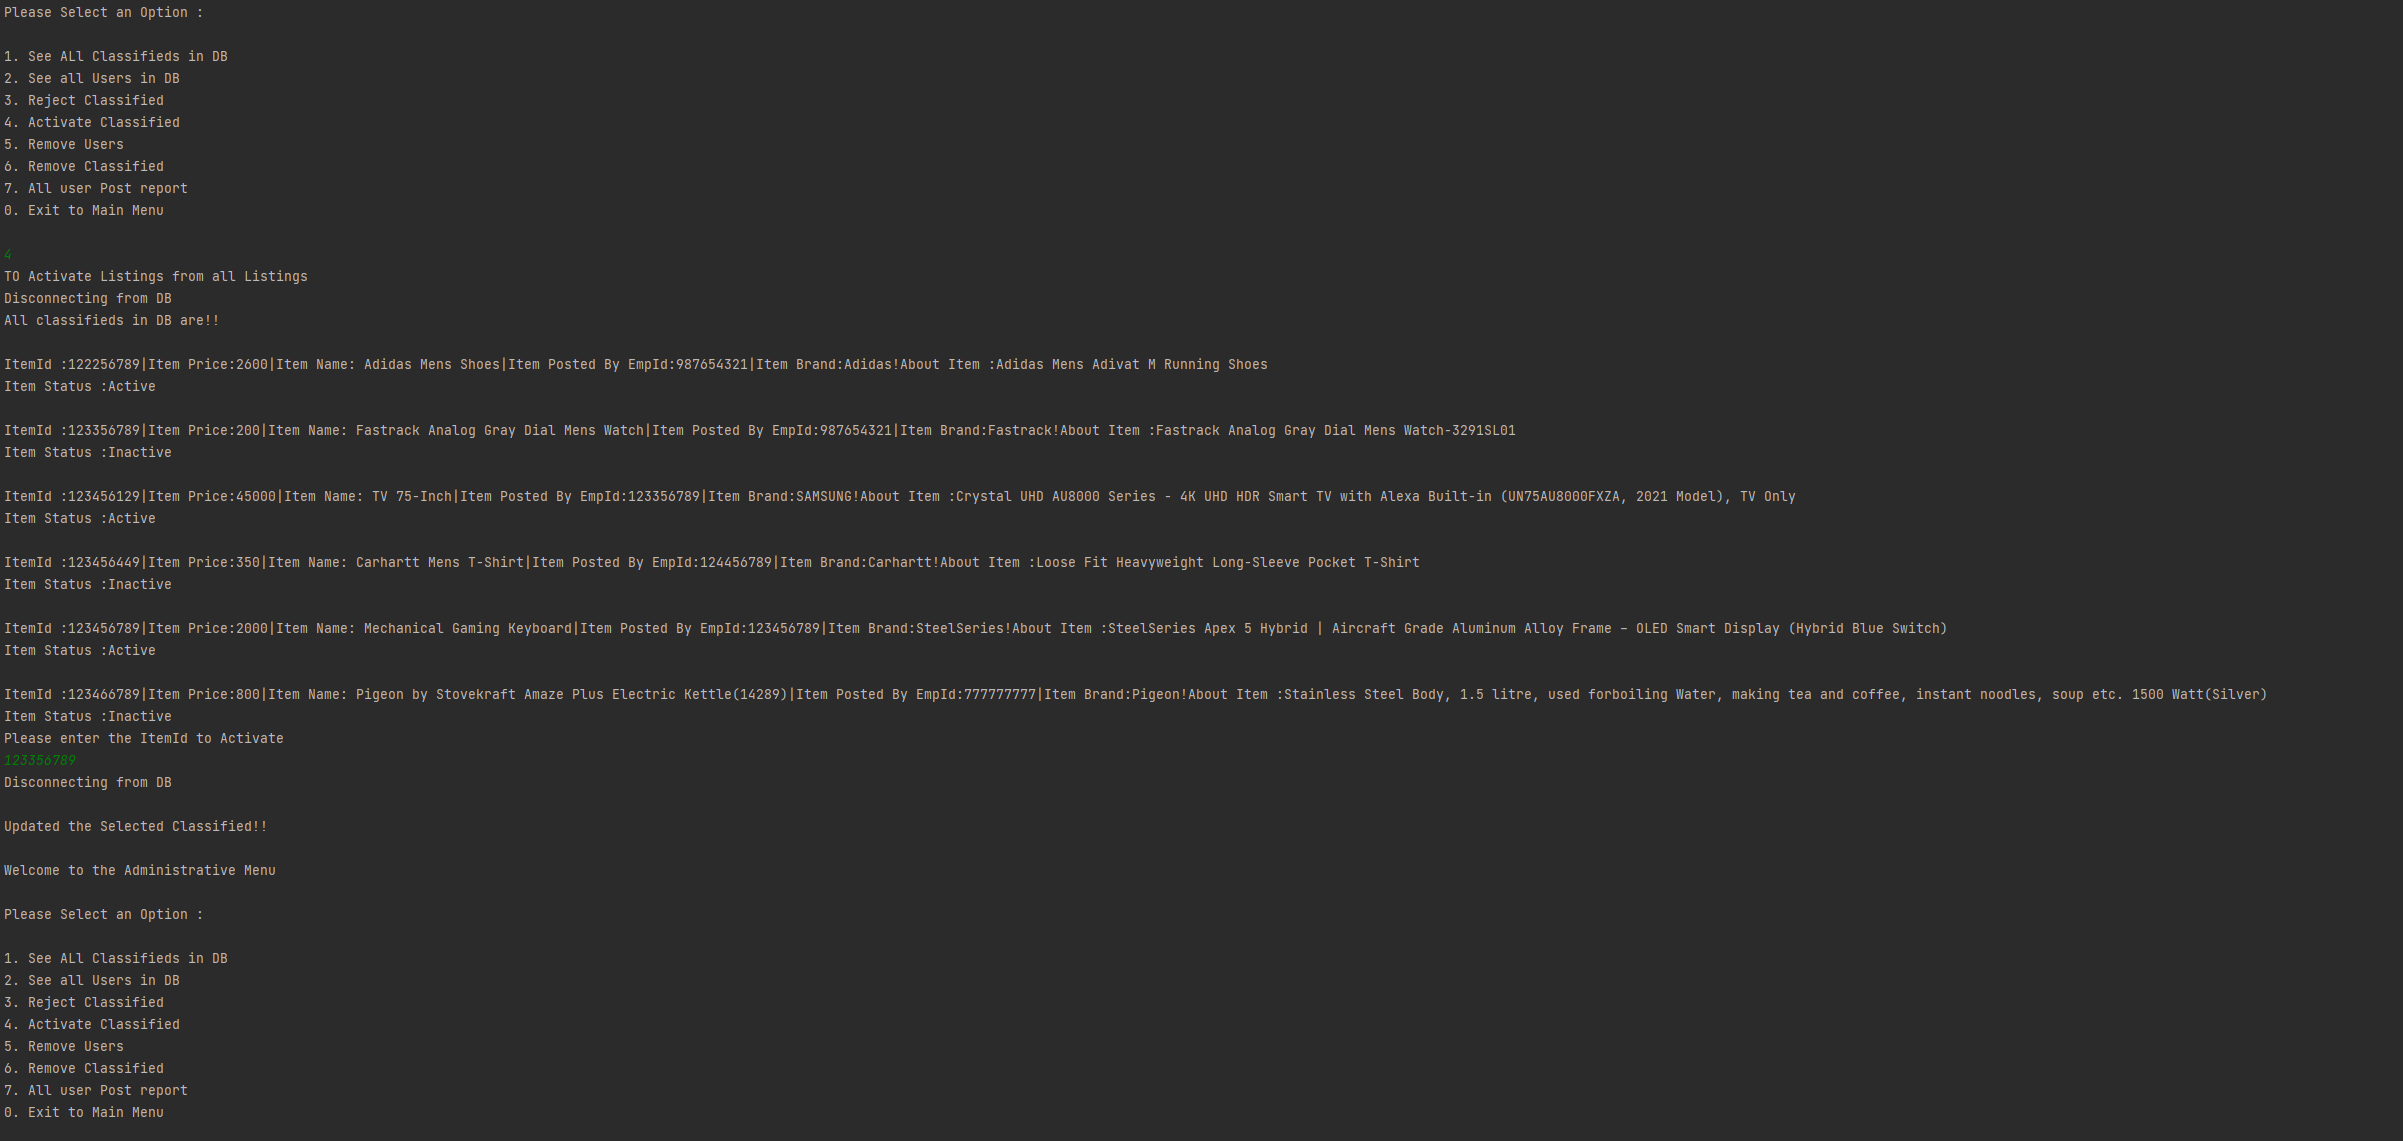 Please Select an Option :
1. See ALl Classifieds in DB
2. See all Users in DB
3. Reject Classified
4. Activate Classified
5. Remove Users
6. Remove Classified
7. All user Post report
0. Exit to Main Menu
4
TO Activate Listings from all Listings
Disconnecting from DB
All classifieds in DB are!!
ItemId :122256789|Item Price:2600|Item Name: Adidas Mens Shoes|Item Posted By EmpId:987654321|Item Brand:Adidas!About Item :Adidas Mens Adivat M Running Shoes
Item Status :Active
ItemId :123356789|Item Price:200|Item Name: Fastrack Analog Gray Dial Mens Watch|Item Posted By EmpId:987654321|Item Brand:Fastrack!About Item :Fastrack Analog Gray Dial Mens Watch-3291SL01
Item Status :Inactive
ItemId :123456129|Item Price:45000|Item Name: TV 75-Inch|Item Posted By EmpId:123356789|Item Brand:SAMSUNG!About Item :Crystal UHD AU8000 Series - 4K UHD HDR Smart TV with Alexa Built-in (UN75AU8000FXZA, 2021 Model), TV Only
Item Status :Active
ItemId :123456449|Item Price:350|Item Name: Carhartt Mens T-Shirt|Item Posted By EmpId:124456789|Item Brand:Carhartt!About Item :Loose Fit Heavyweight Long-Sleeve Pocket T-Shirt
Item Status :Inactive
ItemId :123456789|Item Price:2000|Item Name: Mechanical Gaming Keyboard|Item Posted By EmpId:123456789|Item Brand:SteelSeries!About Item :SteelSeries Apex 5 Hybrid | Aircraft Grade Aluminum Alloy Frame – OLED Smart Display (Hybrid Blue Switch)
Item Status :Active
ItemId :123466789|Item Price:800|Item Name: Pigeon by Stovekraft Amaze Plus Electric Kettle(14289)|Item Posted By EmpId:777777777|Item Brand:Pigeon!About Item :Stainless Steel Body, 1.5 litre, used forboiling Water, making tea and coffee, instant noodles, soup etc. 1500 Watt(Silver)
Item Status :Inactive
Please enter the ItemId to Activate
123356789
Disconnecting from DB
Updated the Selected Classified!!
Welcome to the Administrative Menu
Please Select an Option :
1. See ALl Classifieds in DB
2. See all Users in DB
3. Reject Classified
4. Activate Classified
5. Remove Users
6. Remove Classified
7. All user Post report
0. Exit to Main Menu